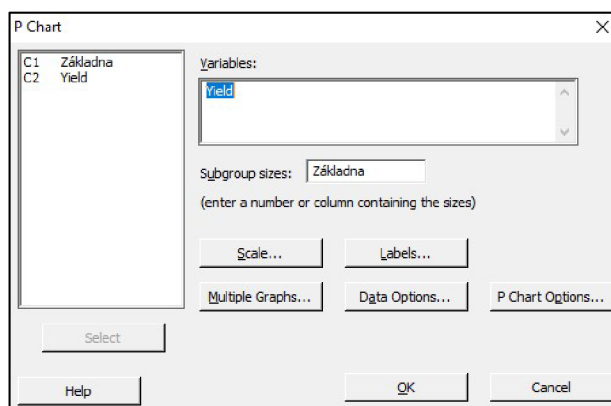 P Chart
C1 Základna
C2 Yield
Variables:
Yield
Subgroup sizes: Základna
(enter a number or column containing the sizes)
Scale... Labels...
Multiple Graphs... Data Options... P Chart Options...
Select
Help OK Cancel